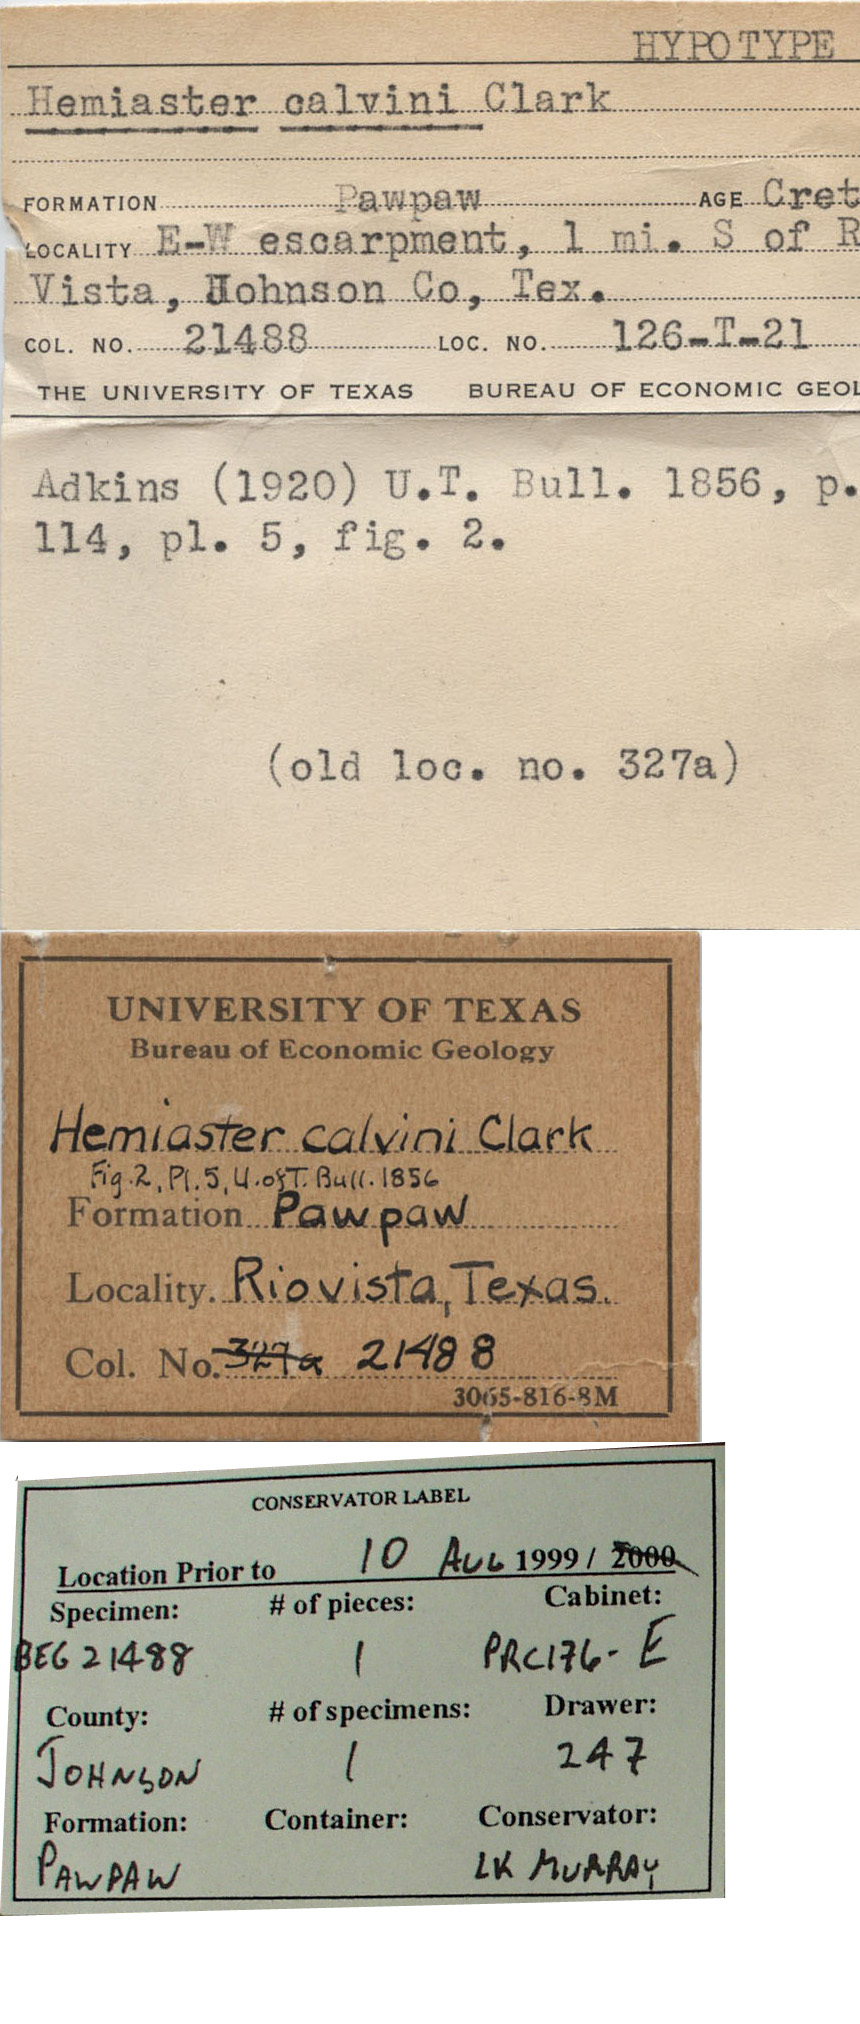 HYPOTYPE
Hemiaster calvini Clark
FORMATION Pawpaw AGE Cret
LOCALITY E-W escarpment, 1 mi. S of R
Vista, Johnson Co, Tex.
COL. NO. 21488 LOC. NO. 126-T-21
THE UNIVERSITY OF TEXAS BUREAU OF ECONOMIC GEOL
Adkins (1920) U.T. Bull. 1856, p.
114, pl. 5, fig. 2.
(old loc. no. 327a)
UNIVERSITY OF TEXAS
Bureau of Economic Geology
Hemiaster calvini Clark
Fig. 2, Pl. 5, U. of T. Bull. 1856
Formation Pawpaw
Locality. Riovista, Texas.
Col. No. 327a 21488
3065-816-8M
CONSERVATOR LABEL
Location Prior to 10 AUG 1999 / 2000
Specimen: # of pieces: Cabinet:
BEG 21488 1 PRC176-E
County: # of specimens: Drawer:
JOHNSON 1 247
Formation: Container: Conservator:
PAWPAW LK MURRAY